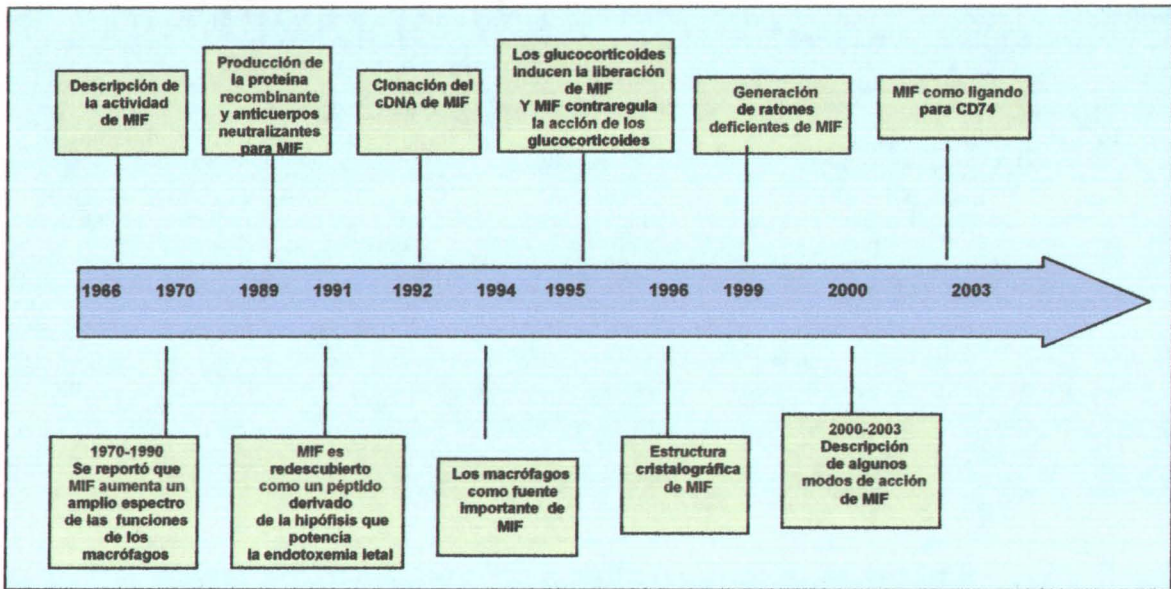 Descripción de
la actividad
de MIF
Producción de
la proteína
recombinante
y anticuerpos
neutralizantes
para MIF
Clonación del
cDNA de MIF
Los glucocorticoides
inducen la liberación
de MIF
Y MIF contraregula
la acción de los
glucocorticoides
Generación
de ratones
deficientes de MIF
MIF como ligando
para CD74
1966 1970 1989 1991 1992 1994 1995 1996 1999 2000 2003
1970-1990
Se reportó que
MIF aumenta un
amplio espectro
de las funciones
de los
macrófagos
MIF es
redescubierto
como un péptido
derivado
de la hipófisis que
potencia
la endotoxemia letal
Los macrófagos
como fuente
importante de
MIF
Estructura
cristalográfica
de MIF
2000-2003
Descripción
de algunos
modos de acción
de MIF